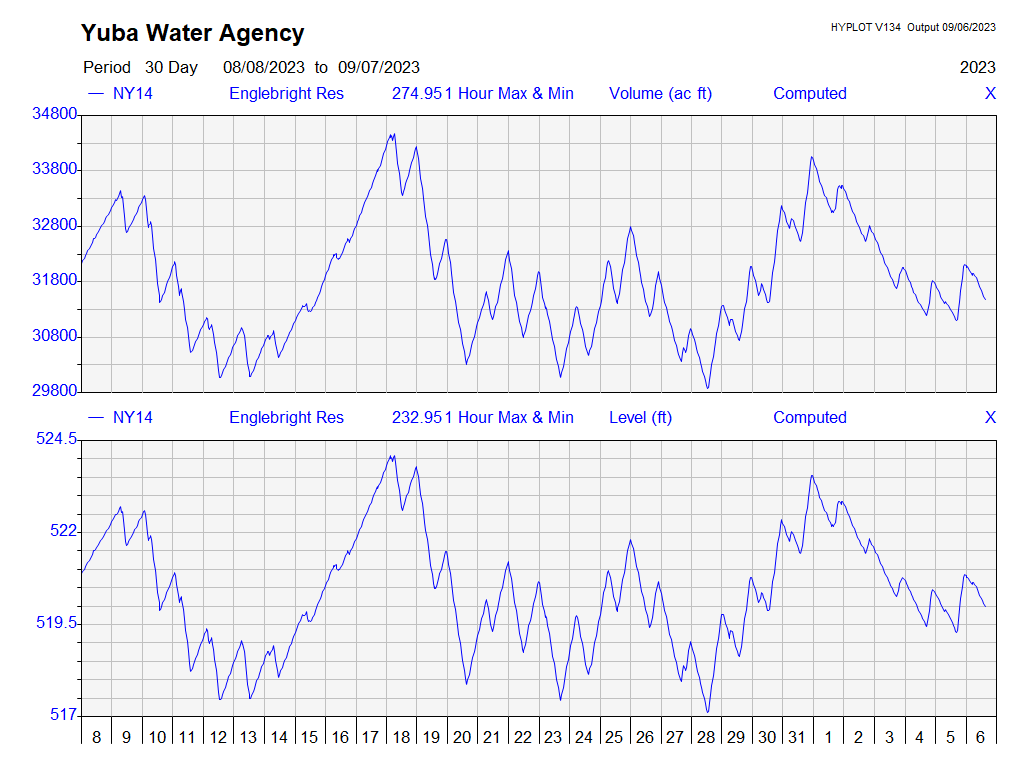 Yuba Water Agency
HYPLOT V134 Output 09/06/2023
Period 30 Day 08/08/2023 to 09/07/2023
2023
NY14 Englebright Res 274.951 Hour Max & Min Volume (ac ft) Computed X
34800
33800
32800
31800
30800
29800
NY14 Englebright Res 232.951 Hour Max & Min Level (ft) Computed X
524.5
522
519.5
517
8 9 10 11 12 13 14 15 16 17 18 19 20 21 22 23 24 25 26 27 28 29 30 31 1 2 3 4 5 6